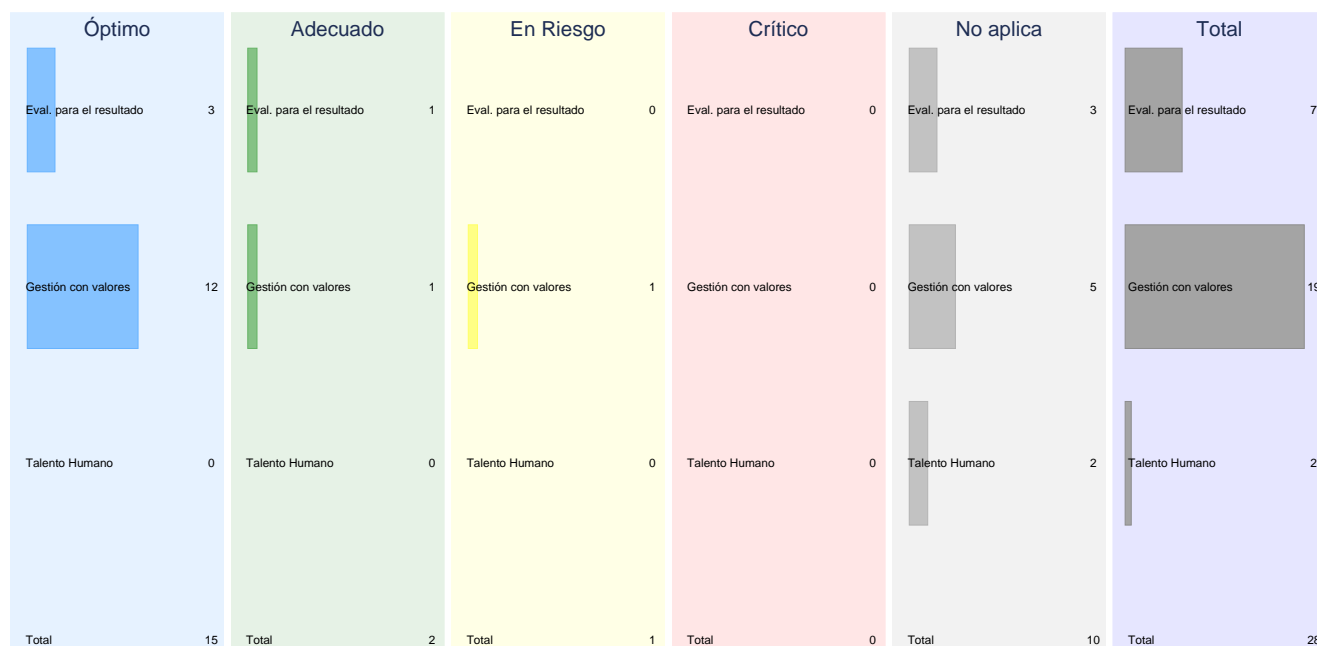 Óptimo Adecuado En Riesgo Crítico No aplica Total
Eval. para el resultado 3 Eval. para el resultado 1 Eval. para el resultado 0 Eval. para el resultado 0 Eval. para el resultado 3 Eval. para el resultado 7
Gestión con valores 12 Gestión con valores 1 Gestión con valores 1 Gestión con valores 0 Gestión con valores 5 Gestión con valores 19
Talento Humano 0 Talento Humano 0 Talento Humano 0 Talento Humano 0 Talento Humano 2 Talento Humano 2
Total 15 Total 2 Total 1 Total 0 Total 10 Total 28